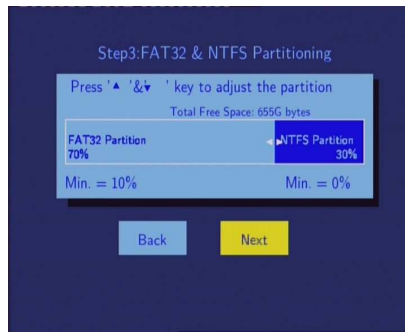 Step3:FAT32 & NTFS Partitioning
Press '▲ '&'▼ ' key to adjust the partition
Total Free Space: 655G bytes
FAT32 Partition
70%
NTFS Partition
30%
Min. = 10%
Min. = 0%
Back
Next